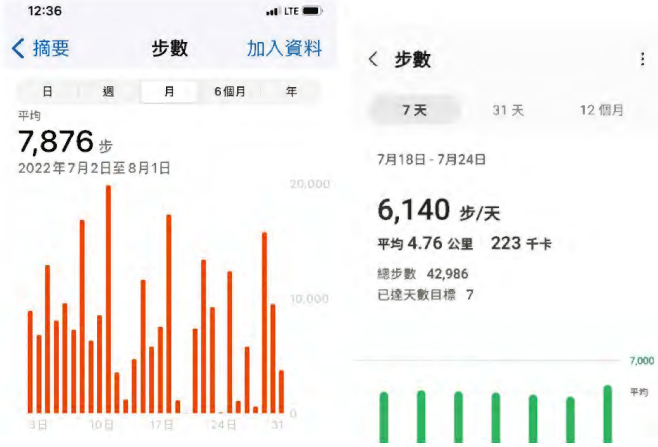 12:36
LTE
摘要
步數
加入資料
日
週
月
6個月
年
平均
7,876 步
2022年7月2日至8月1日
20,000
10,000
0
3日
10日
17日
24日
31
步數
7天
31天
12個月
7月18日 - 7月24日
6,140 步/天
平均 4.76 公里 223 千卡
總步數 42,986
已達天數目標 7
7,000
平均